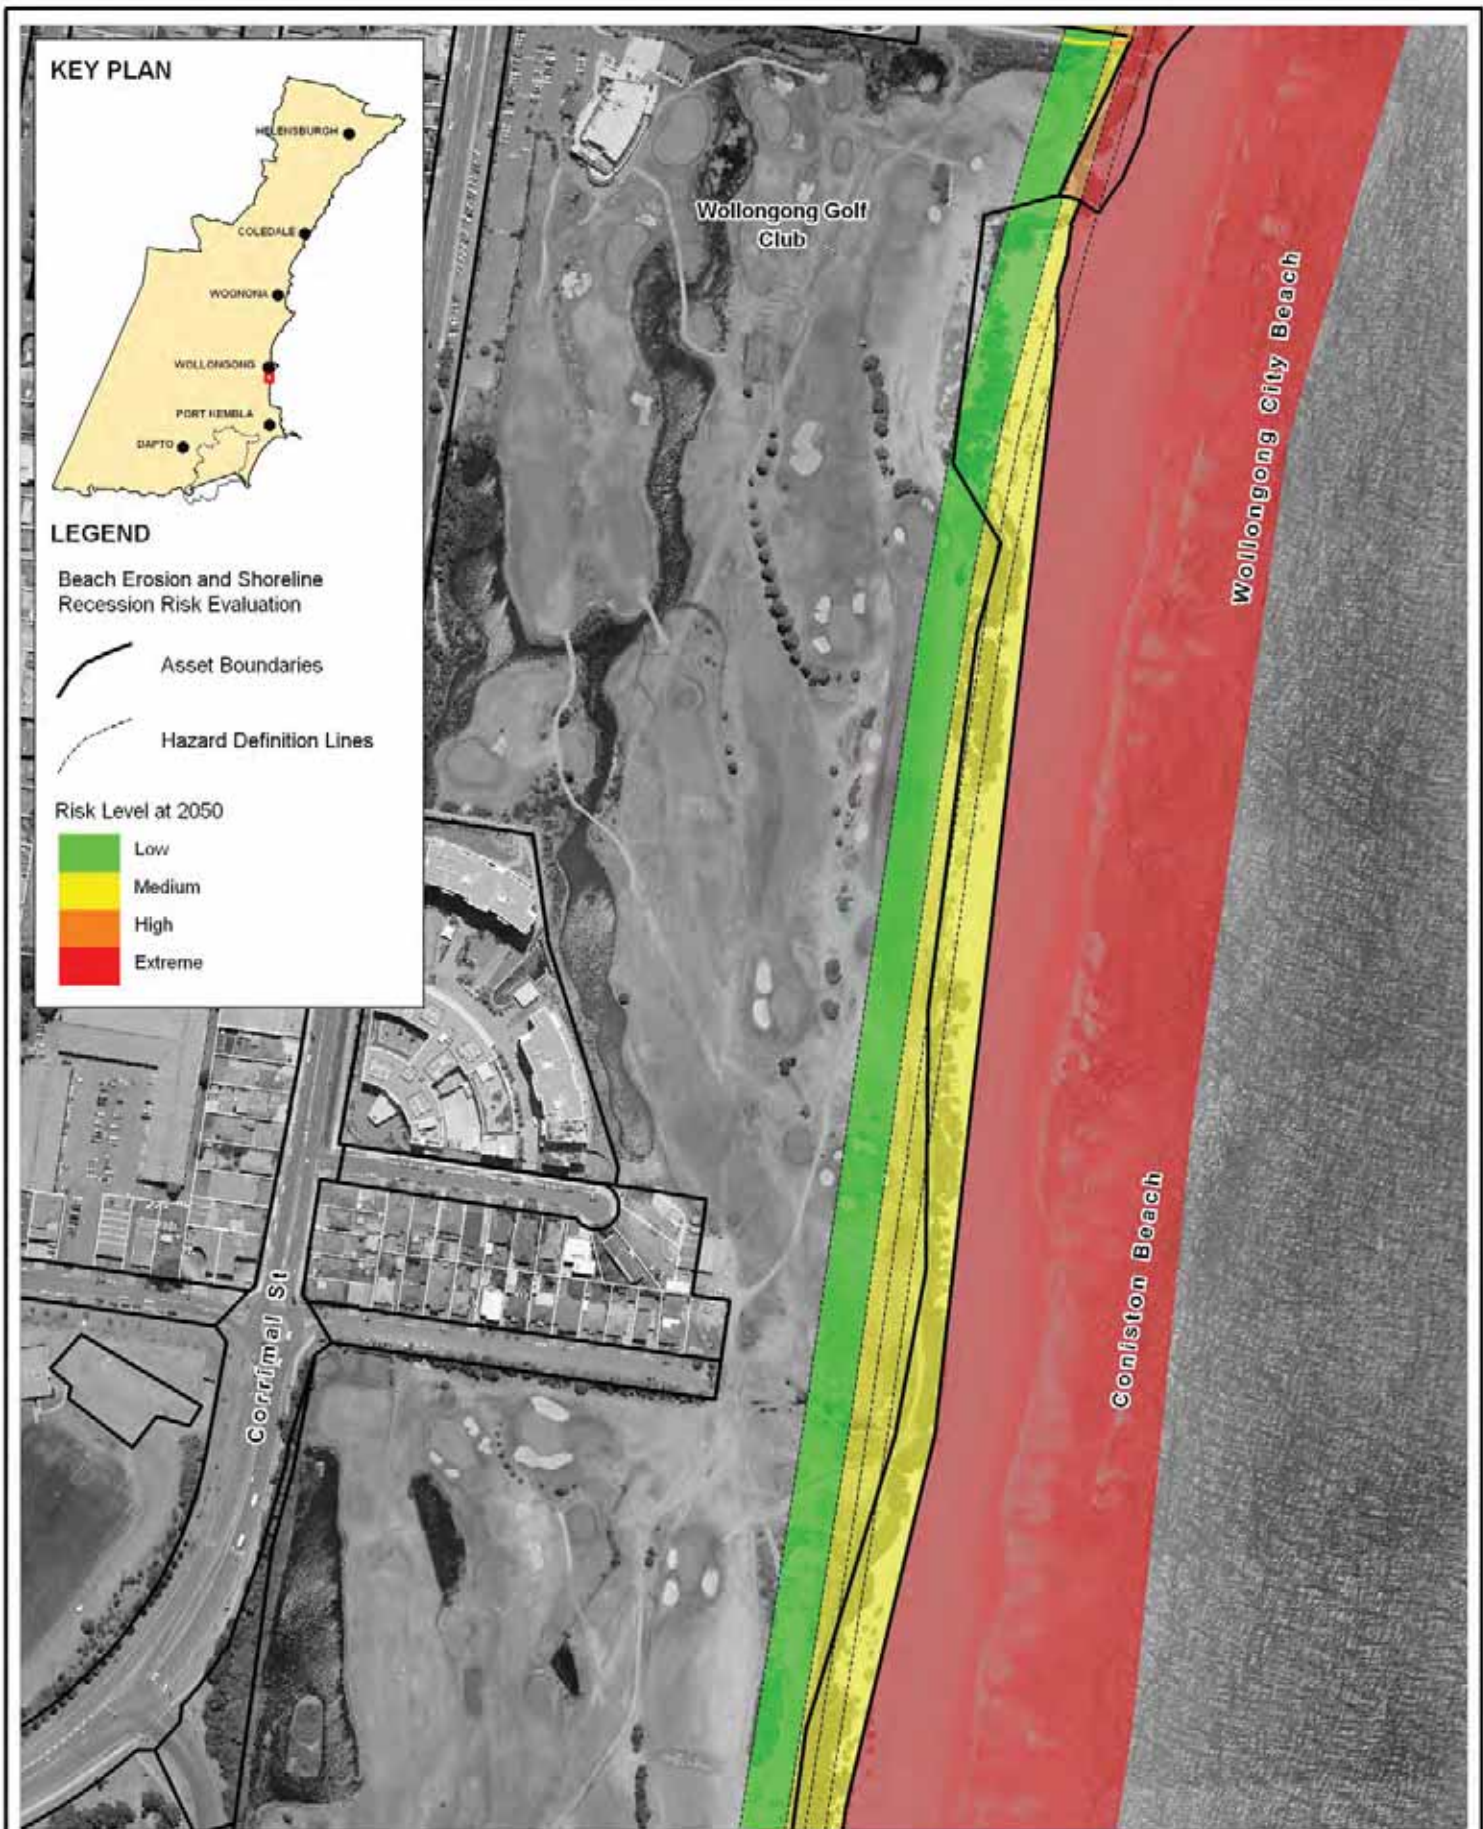 KEY PLAN
HELENSBURGH
COLEDALE
WOONONA
WOLLONGONG
PORT KEMBLA
DAPTO
LEGEND
Beach Erosion and Shoreline
Recession Risk Evaluation
Asset Boundaries
Hazard Definition Lines
Risk Level at 2050
Low
Medium
High
Extreme
Wollongong Golf
Club
Wollongong City Beach
Coniston Beach
Corrimal St